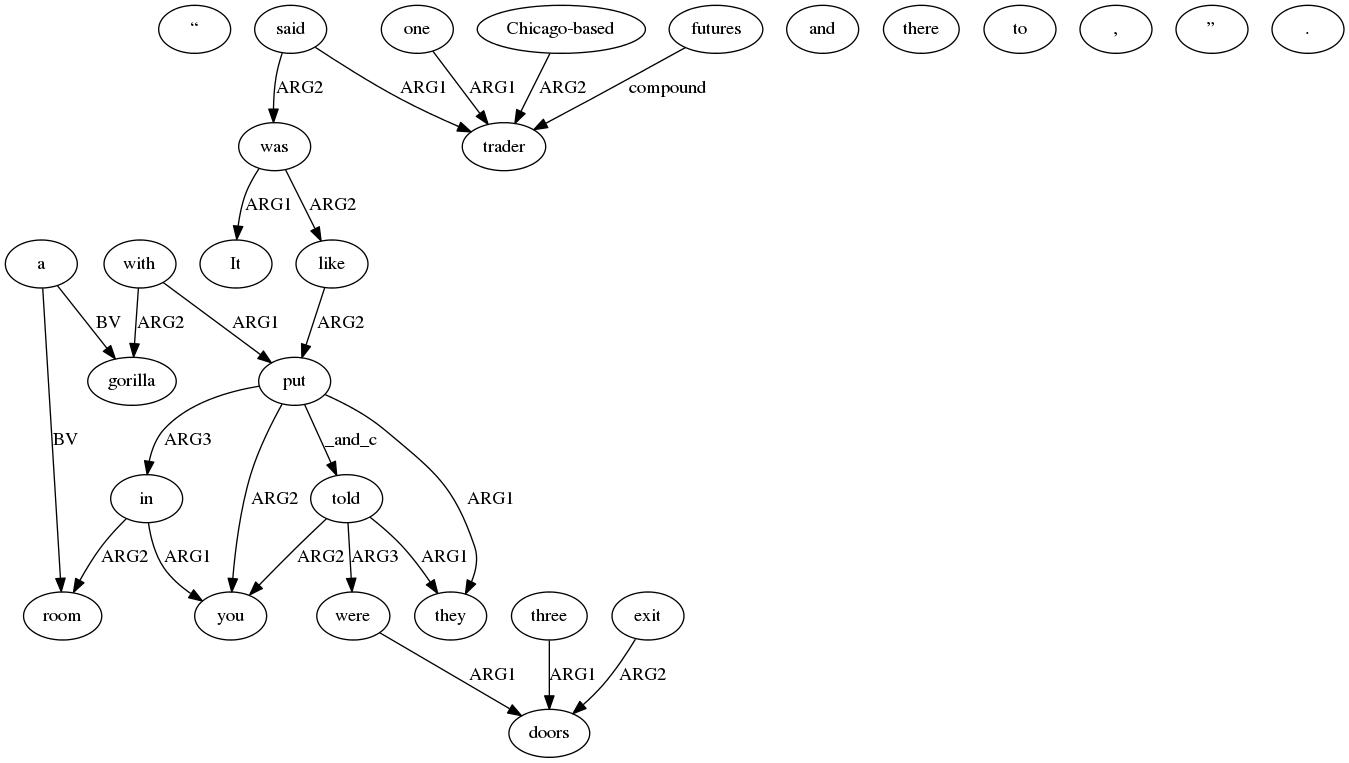 “ said one Chicago-based futures and there to , ” .
ARG2 ARG1 ARG1 ARG2 compound
was trader
ARG1 ARG2
a with It like
BV ARG2 ARG1 ARG2
gorilla put
BV ARG3 _and_c
in told ARG2 ARG1
ARG2 ARG1 ARG2 ARG3 ARG1
room you were they three exit
ARG1 ARG1 ARG2
doors